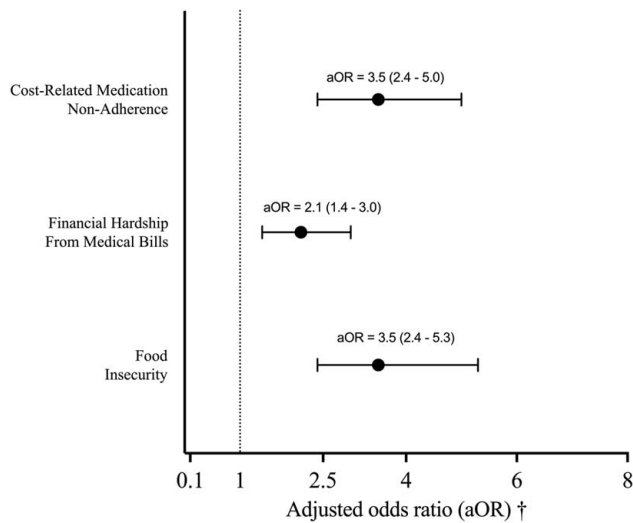 aOR = 3.5 (2.4 - 5.0)
Cost-Related Medication
Non-Adherence
aOR = 2.1 (1.4 - 3.0)
Financial Hardship
From Medical Bills
aOR = 3.5 (2.4 - 5.3)
Food
Insecurity
0.1 1 2.5 4 6 8
Adjusted odds ratio (aOR) †